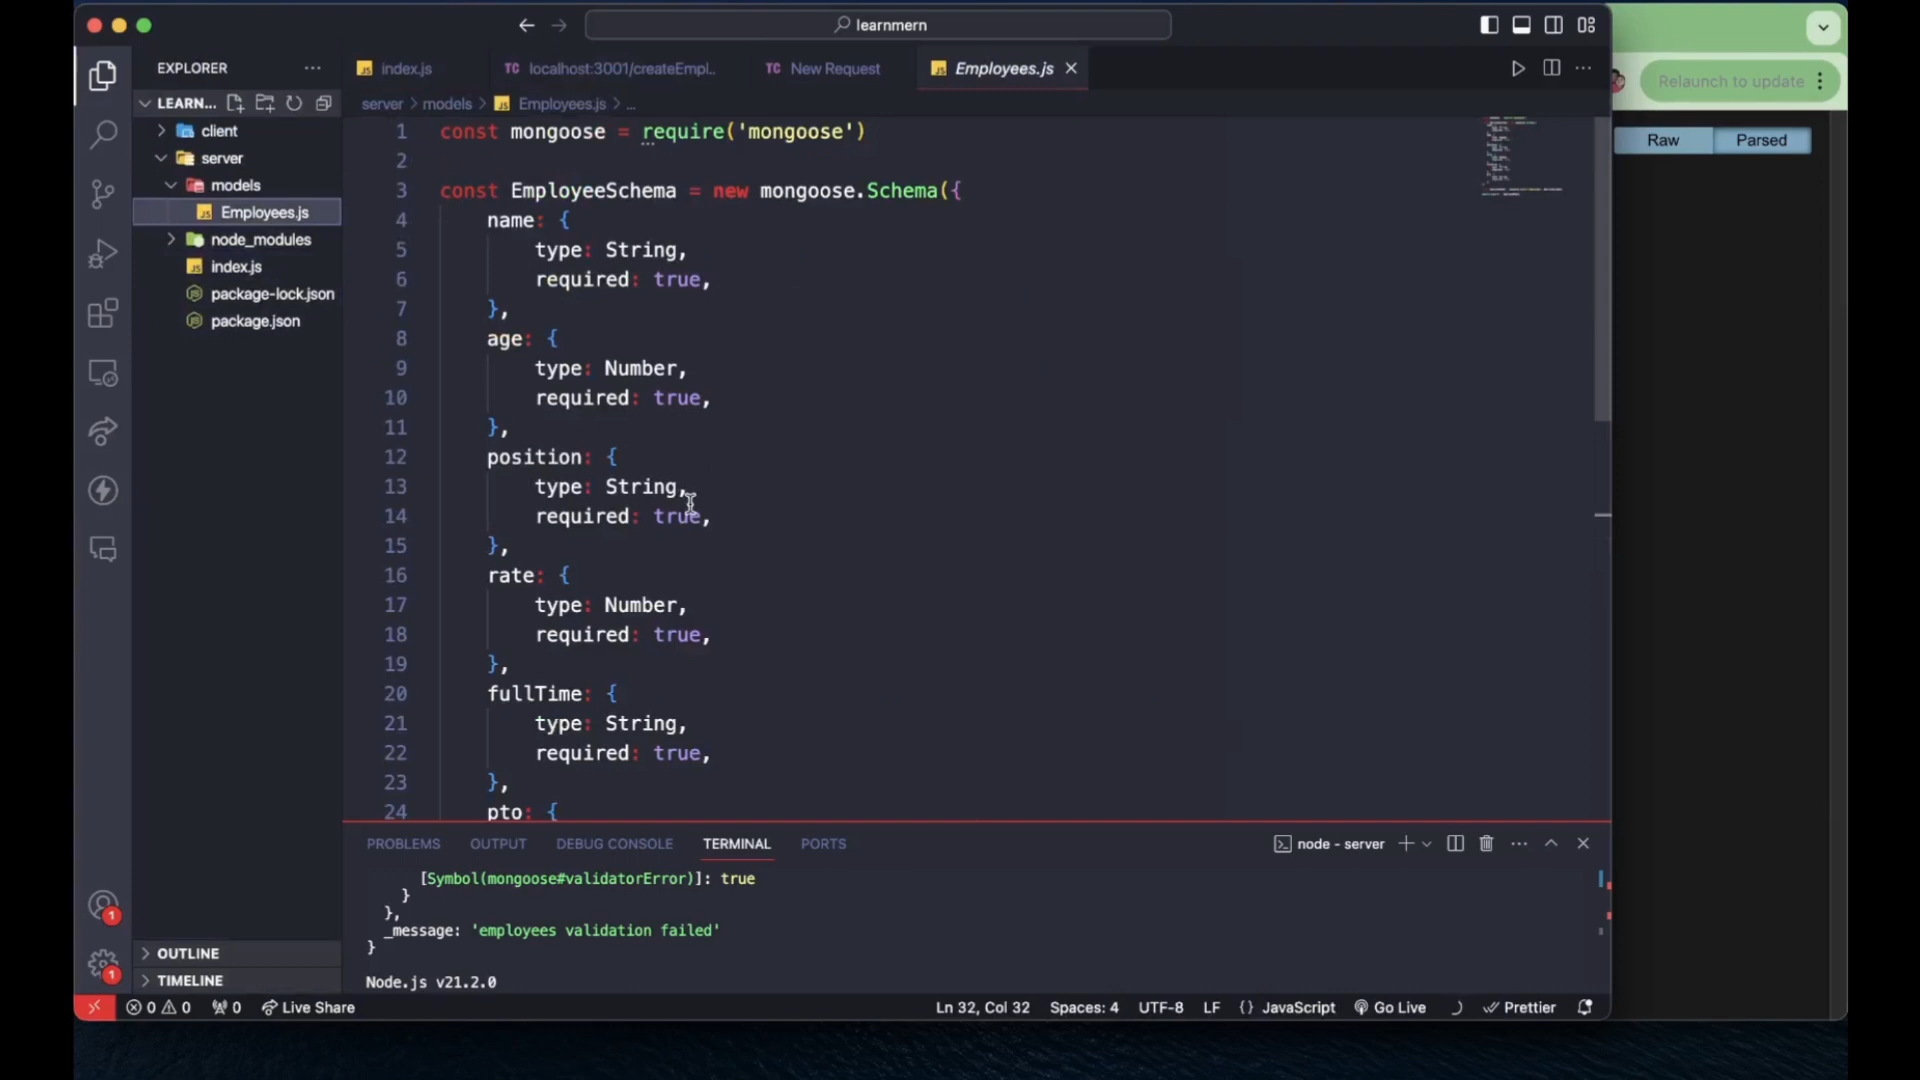 learnmern
Relaunch to update
EXPLORER
index.js
TC localhost:3001/createEmpl...
TC New Request
Employees.js
LEARN...
server > models > Employees.js > ...
Raw
Parsed
client
server
models
Employees.js
node_modules
index.js
package-lock.json
package.json
1 const mongoose = require('mongoose')
2
3 const EmployeeSchema = new mongoose.Schema({
4 name: {
5 type: String,
6 required: true,
7 },
8 age: {
9 type: Number,
10 required: true,
11 },
12 position: {
13 type: String,
14 required: true,
15 },
16 rate: {
17 type: Number,
18 required: true,
19 },
20 fullTime: {
21 type: String,
22 required: true,
23 },
24 pto: {
PROBLEMS OUTPUT DEBUG CONSOLE TERMINAL PORTS
node - server
[Symbol(mongoose#validatorError)]: true
}
},
_message: 'employees validation failed'
}
Node.js v21.2.0
1
1
OUTLINE
TIMELINE
0 0 0 Live Share
Ln 32, Col 32 Spaces: 4 UTF-8 LF {} JavaScript Go Live Prettier